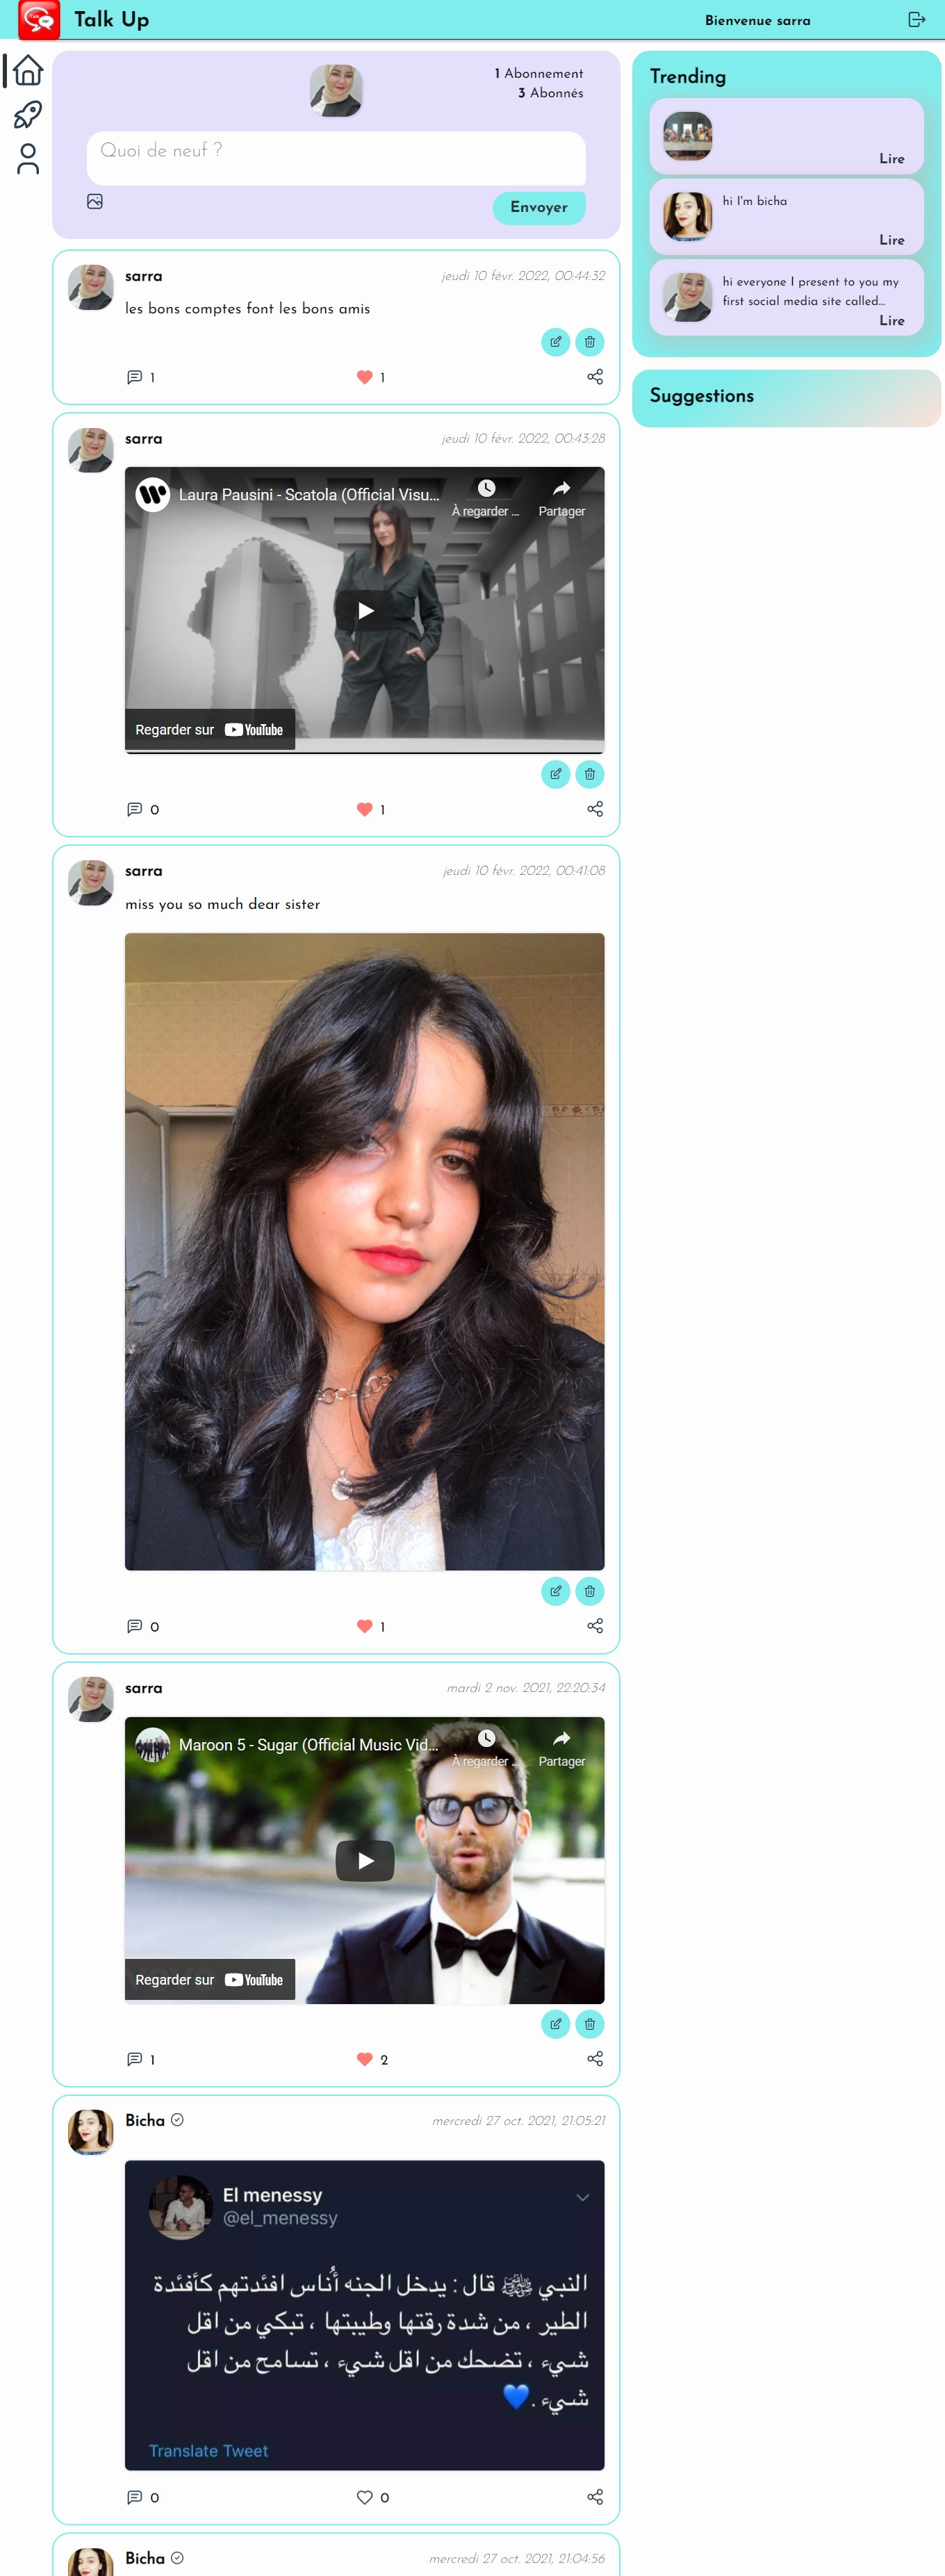 Talk Up
Bienvenue sarra
1 Abonnement
3 Abonnés
Quoi de neuf ?
Envoyer
sarra
jeudi 10 févr. 2022, 00:44:32
les bons comptes font les bons amis
1
1
sarra
jeudi 10 févr. 2022, 00:43:28
Laura Pausini - Scatola (Official Visu...
À regarder ...
Partager
Regarder sur YouTube
0
1
sarra
jeudi 10 févr. 2022, 00:41:08
miss you so much dear sister
0
1
sarra
mardi 2 nov. 2021, 22:20:34
Maroon 5 - Sugar (Official Music Vid...
À regarder ...
Partager
Regarder sur YouTube
1
2
Bicha
mercredi 27 oct. 2021, 21:05:21
El menessy
@el_menessy
النبي ﷺ قال : يدخل الجنه أُناس افئدتهم كأفئدة
الطير ، من شدة رقتها وطيبتها ، تبكي من اقل
شيء ، تضحك من اقل شيء ، تسامح من اقل
شيء .💙
Translate Tweet
0
0
Bicha
mercredi 27 oct. 2021, 21:04:56
Trending
Lire
hi I'm bicha
Lire
hi everyone I present to you my
first social media site called...
Lire
Suggestions